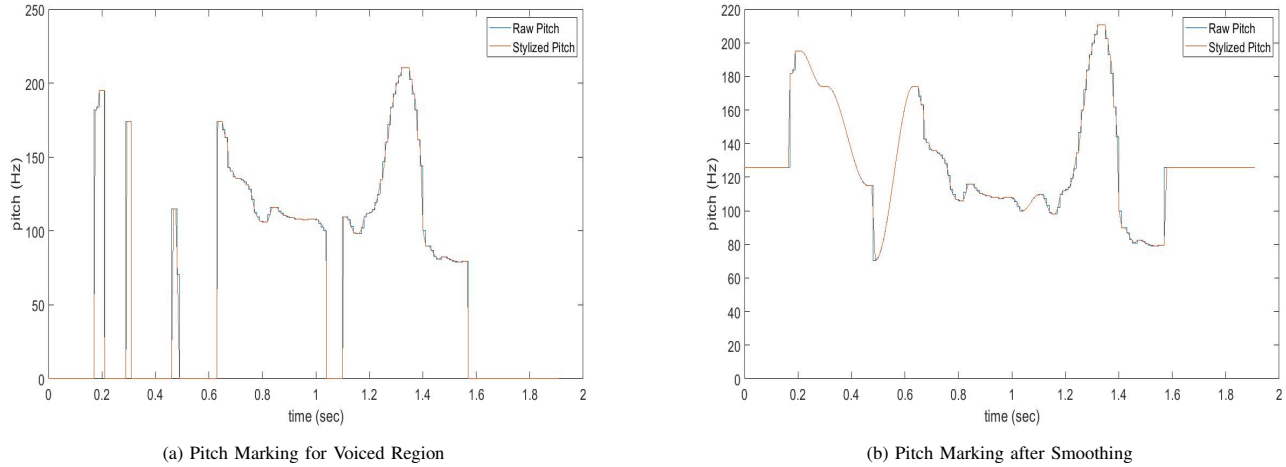 250
200
150
100
50
0
pitch (Hz)
0 0.2 0.4 0.6 0.8 1 1.2 1.4 1.6 1.8 2
time (sec)
Raw Pitch
Stylized Pitch
(a) Pitch Marking for Voiced Region
220
200
180
160
140
120
100
80
60
40
20
0
pitch (Hz)
0 0.2 0.4 0.6 0.8 1 1.2 1.4 1.6 1.8 2
time (sec)
Raw Pitch
Stylized Pitch
(b) Pitch Marking after Smoothing